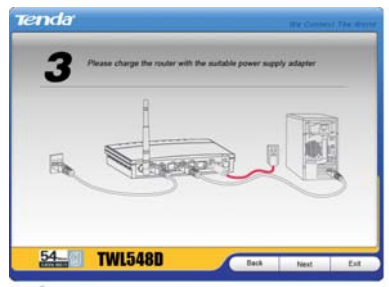 Tenda
We Connect The World
3
Please charge the router with the suitable power supply adapter
54
TWL548D
Back
Next
Exit